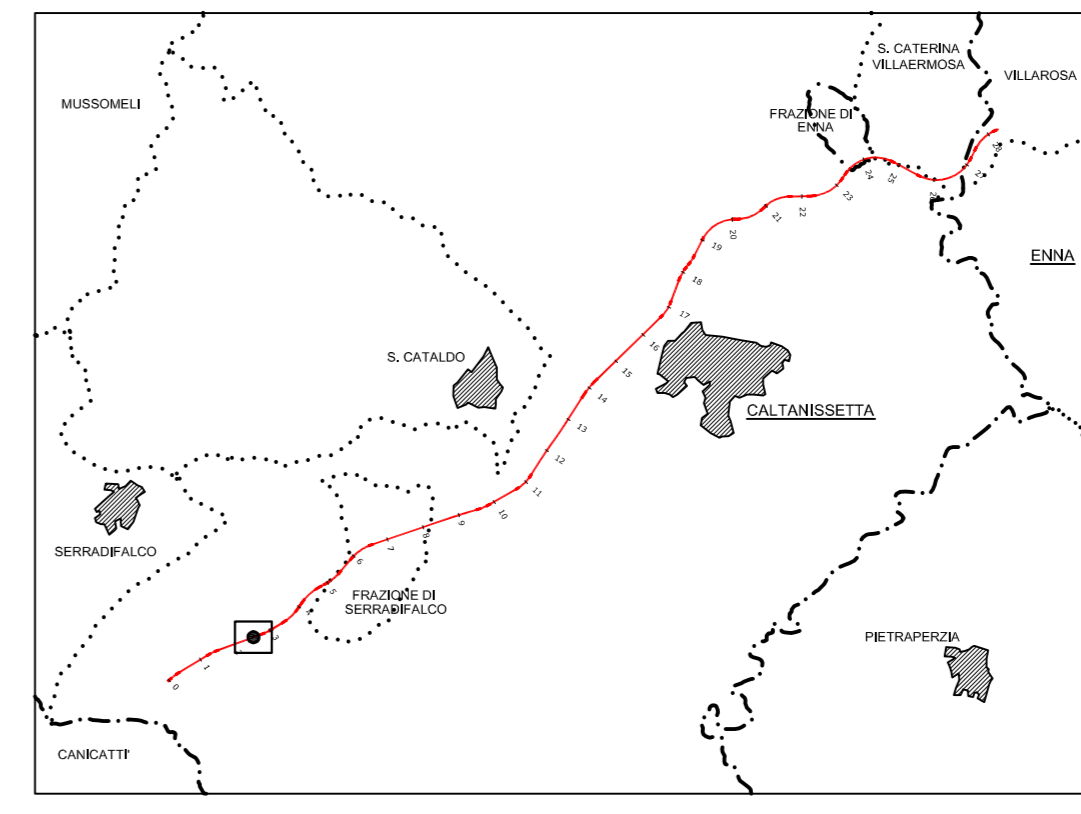 S. CATERINA
VILLAERMOSA
VILLAROSA
MUSSOMELI
FRAZIONE DI
ENNA
ENNA
S. CATALDO
CALTANISSETTA
SERRADIFALCO
FRAZIONE DI
SERRADIFALCO
PIETRAPERZIA
CANICATTI'
0
1
3
4
5
6
7
8
9
10
11
12
13
14
15
16
17
18
19
20
21
22
23
24
25
26
27
28